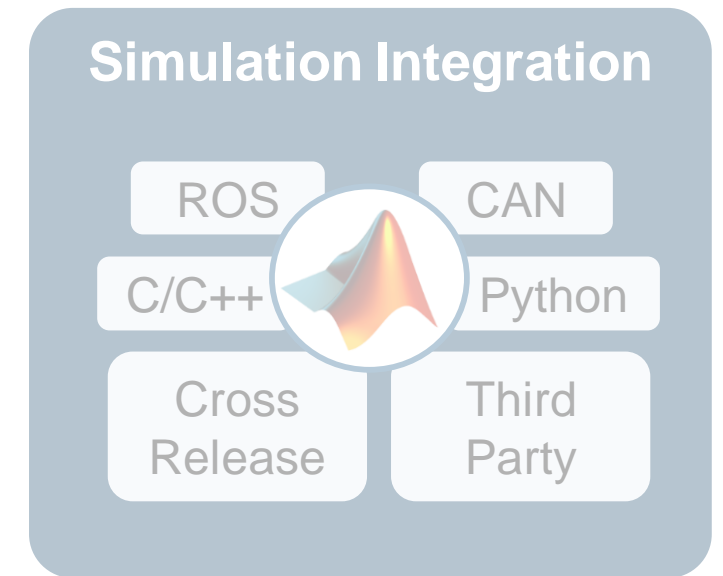 Simulation Integration
ROS
CAN
C/C++
Python
Cross
Release
Third
Party